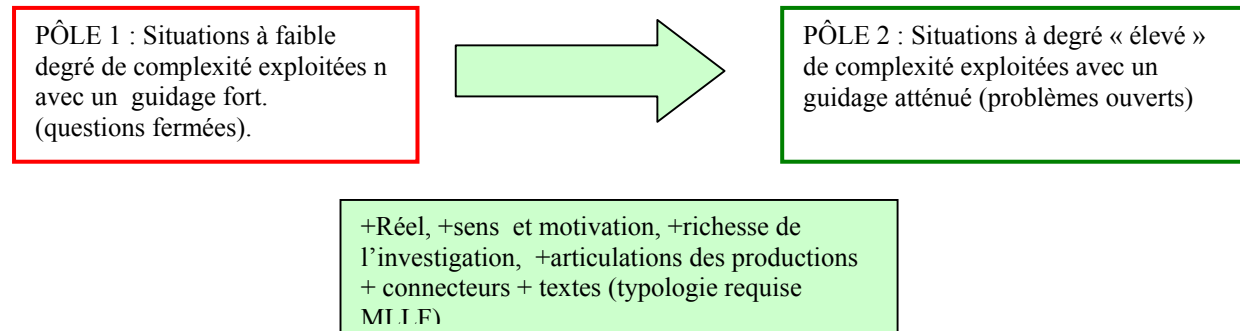 PÔLE 1 : Situations à faible
degré de complexité exploitées n
avec un guidage fort.
(questions fermées).
PÔLE 2 : Situations à degré « élevé »
de complexité exploitées avec un
guidage atténué (problèmes ouverts)
+Réel, +sens et motivation, +richesse de
l’investigation, +articulations des productions
+ connecteurs + textes (typologie requise